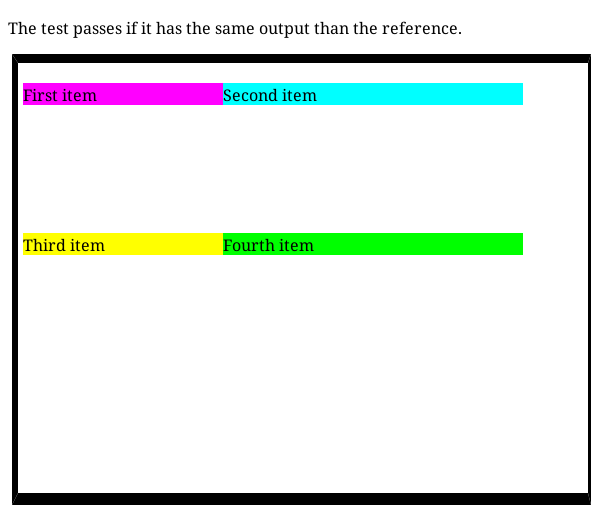 The test passes if it has the same output than the reference.
First item Second item
Third item Fourth item